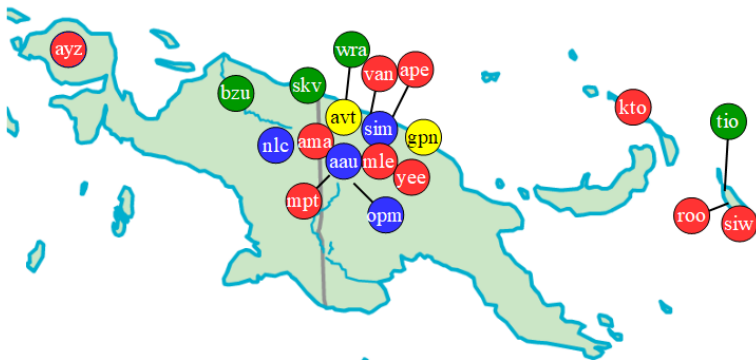 ayz
wra
van
ape
bzu
skv
avt
sim
gpn
kto
tio
nlc
ama
aau
mle
yee
mpt
opm
roo
siw